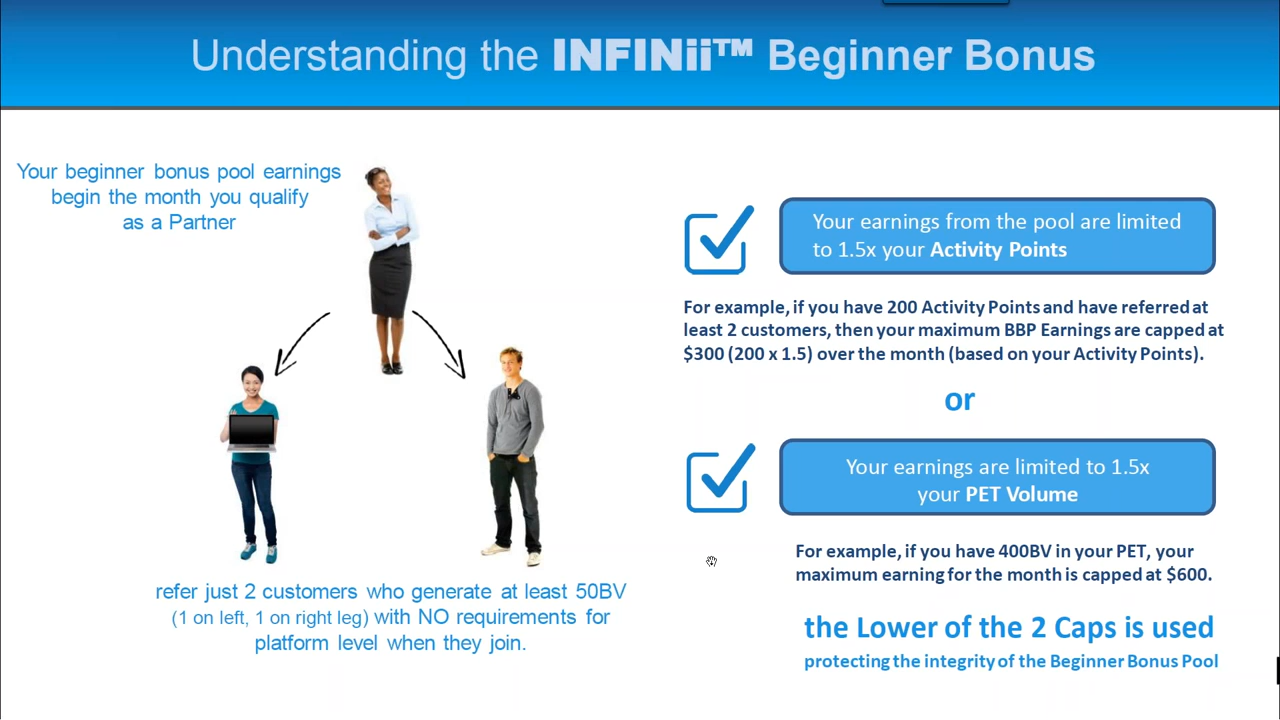 Understanding the INFINii™ Beginner Bonus
Your beginner bonus pool earnings
begin the month you qualify
as a Partner
refer just 2 customers who generate at least 50BV
(1 on left, 1 on right leg) with NO requirements for
platform level when they join.
Your earnings from the pool are limited
to 1.5x your Activity Points
For example, if you have 200 Activity Points and have referred at
least 2 customers, then your maximum BBP Earnings are capped at
$300 (200 x 1.5) over the month (based on your Activity Points).
or
Your earnings are limited to 1.5x
your PET Volume
For example, if you have 400BV in your PET, your
maximum earning for the month is capped at $600.
the Lower of the 2 Caps is used
protecting the integrity of the Beginner Bonus Pool